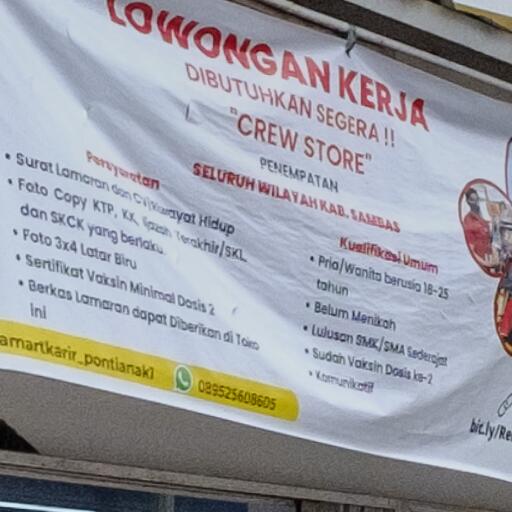 LOWONGAN KERJA
DIBUTUHKAN SEGERA !!
"CREW STORE"
PENEMPATAN
SELURUH WILAYAH KAB. SAMBAS
Persyaratan
• Surat Lamaran dan CV/Riwayat Hidup
• Foto Copy KTP, KK, Ijazah Terakhir/SKL
dan SKCK yang berlaku
• Foto 3x4 Latar Biru
• Sertifikat Vaksin Minimal Dosis 2
• Berkas Lamaran dapat Diberikan di Toko
ini
Kualifikasi Umum
• Pria/Wanita berusia 18-25
tahun
• Belum Menikah
• Lulusan SMK/SMA Sederajat
• Sudah Vaksin Dosis ke-2
• Komunikatif
amartkarir_pontianak1
089525608605
bit.ly/Re